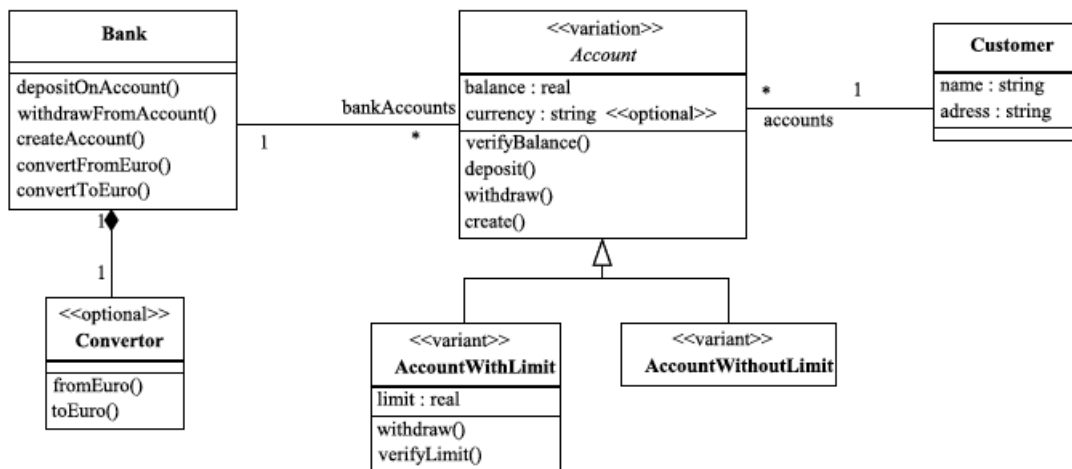 Bank
depositOnAccount()
withdrawFromAccount()
createAccount()
convertFromEuro()
convertToEuro()
1
bankAccounts
*
<<variation>>
Account
balance : real
currency : string <<optional>>
verifyBalance()
deposit()
withdraw()
create()
*
1
accounts
Customer
name : string
adress : string
1
1
<<optional>>
Convertor
fromEuro()
toEuro()
<<variant>>
AccountWithLimit
limit : real
withdraw()
verifyLimit()
<<variant>>
AccountWithoutLimit